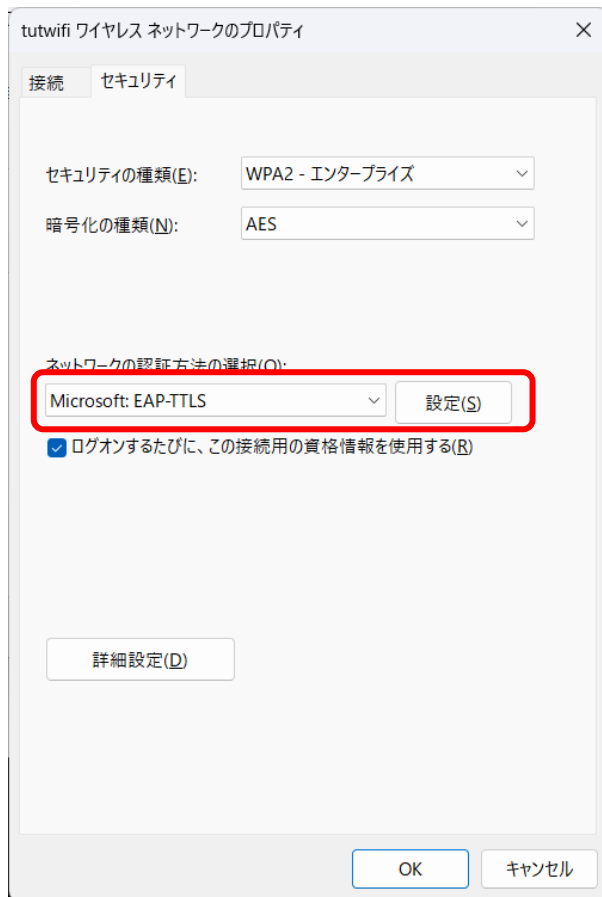 tutwifi ワイヤレス ネットワークのプロパティ
接続 セキュリティ
セキュリティの種類(E): WPA2 - エンタープライズ
暗号化の種類(N): AES
ネットワークの認証方法の選択(O):
Microsoft: EAP-TTLS 設定(S)
ログオンするたびに、この接続用の資格情報を使用する(R)
詳細設定(D)
OK キャンセル